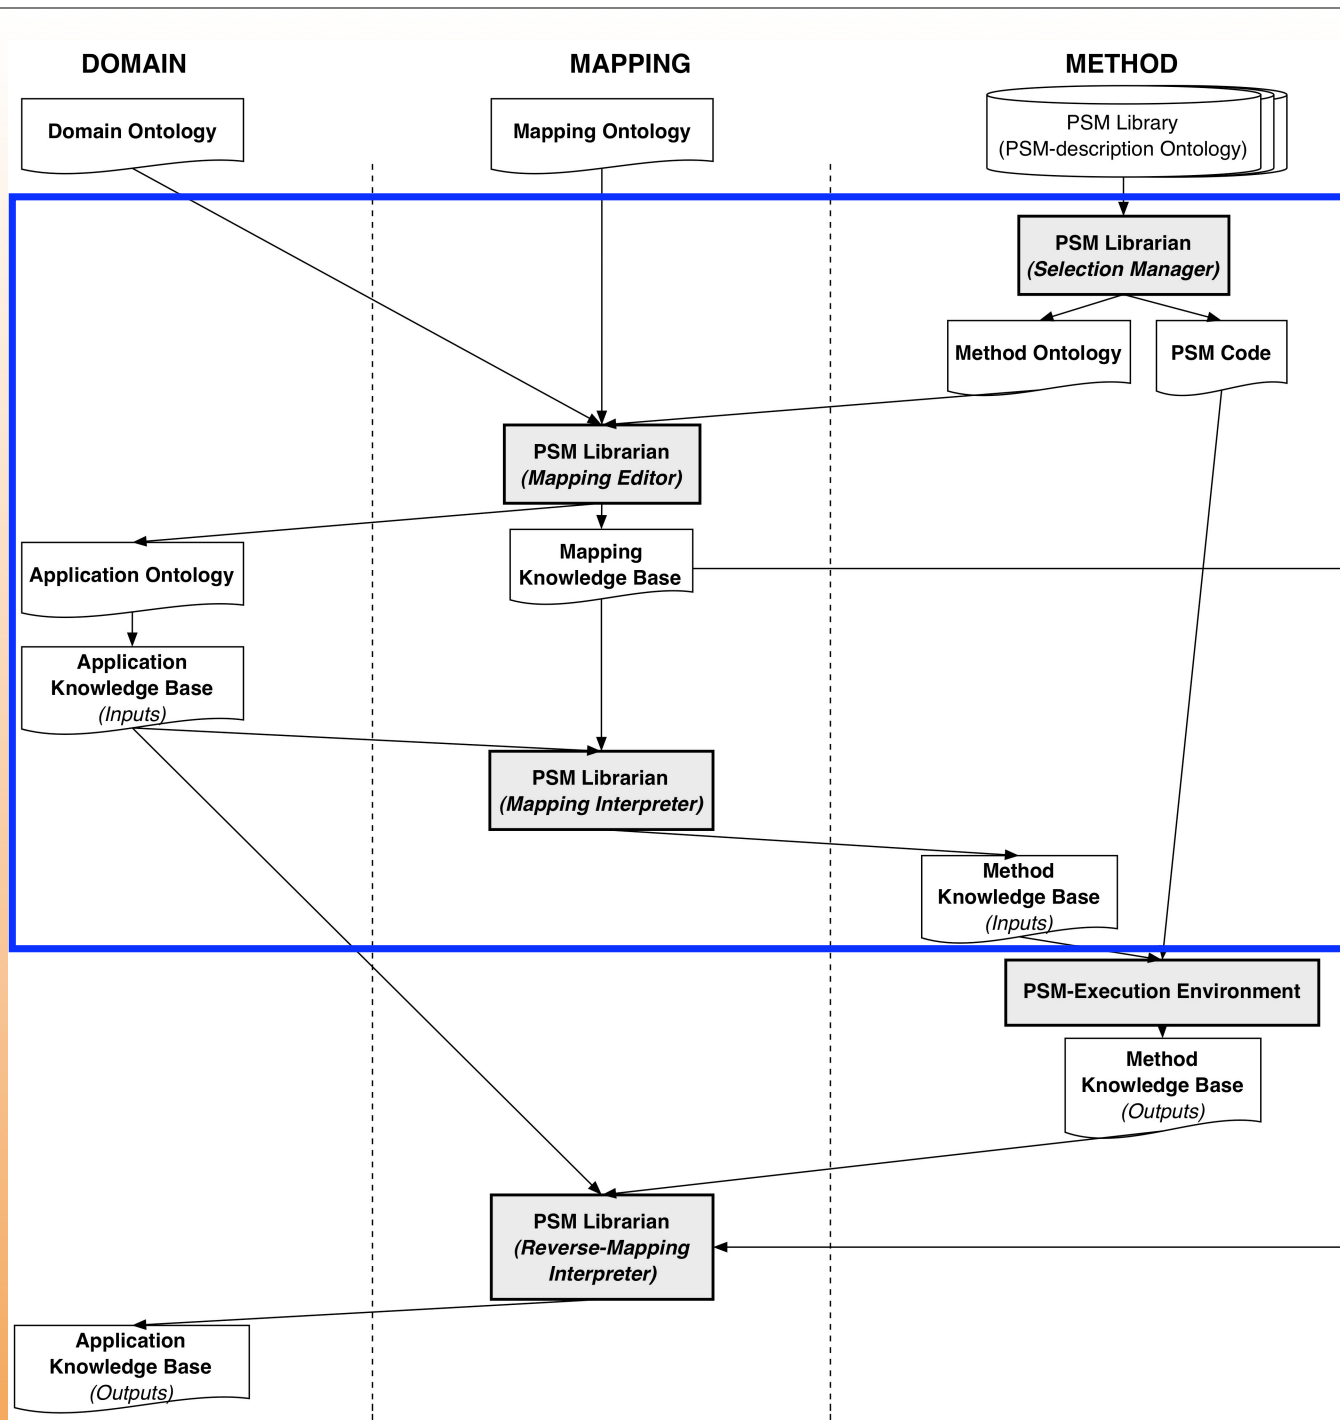 DOMAIN
MAPPING
METHOD
Domain Ontology
Mapping Ontology
PSM Library
(PSM-description Ontology)
PSM Librarian
(Selection Manager)
Method Ontology
PSM Code
PSM Librarian
(Mapping Editor)
Application Ontology
Mapping
Knowledge Base
Application
Knowledge Base
(Inputs)
PSM Librarian
(Mapping Interpreter)
Method
Knowledge Base
(Inputs)
PSM-Execution Environment
Method
Knowledge Base
(Outputs)
PSM Librarian
(Reverse-Mapping
Interpreter)
Application
Knowledge Base
(Outputs)